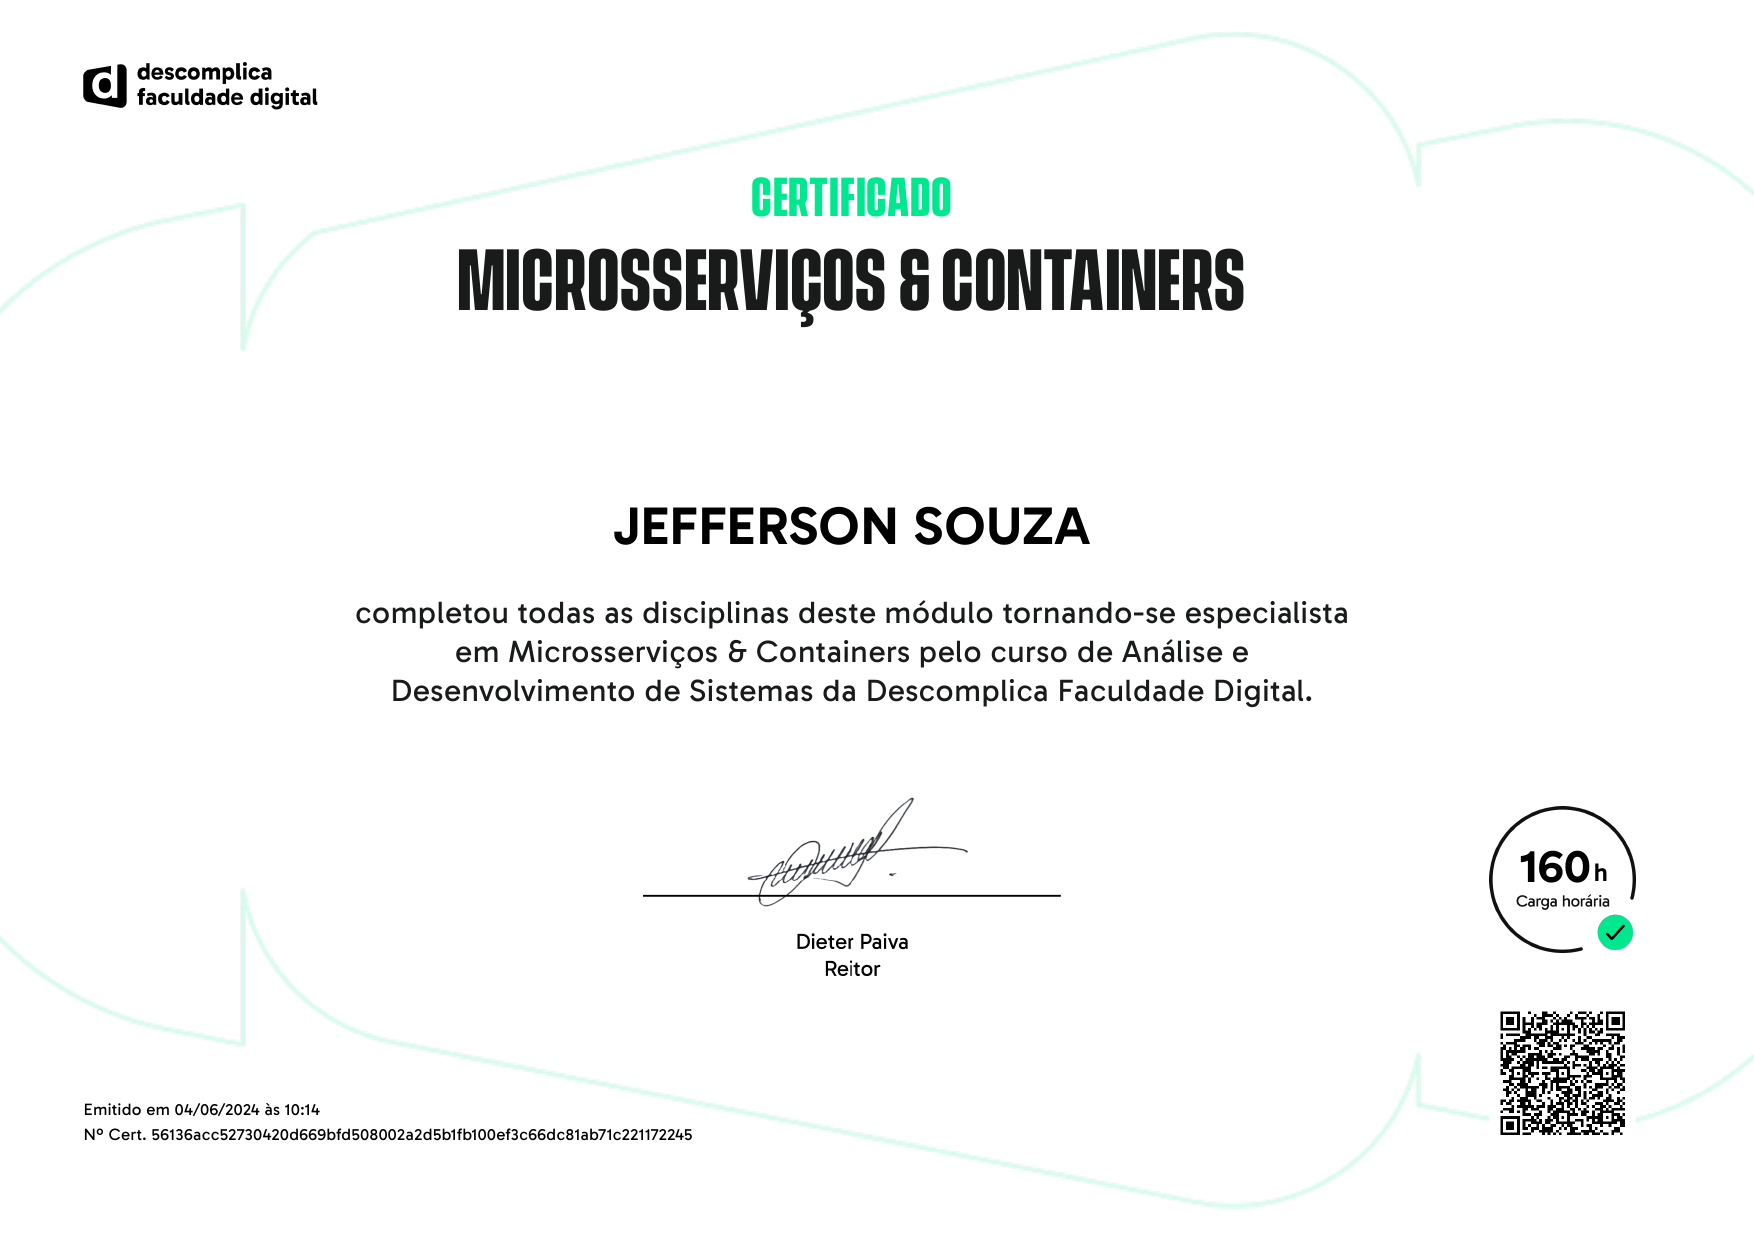 descomplica
faculdade digital
CERTIFICADO
MICROSSERVIÇOS & CONTAINERS
JEFFERSON SOUZA
completou todas as disciplinas deste módulo tornando-se especialista
em Microsserviços & Containers pelo curso de Análise e
Desenvolvimento de Sistemas da Descomplica Faculdade Digital.
Dieter Paiva
Reitor
160 h
Carga horária
Emitido em 04/06/2024 às 10:14
Nº Cert. 56136acc52730420d669bfd508002a2d5b1fb100ef3c66dc81ab71c221172245